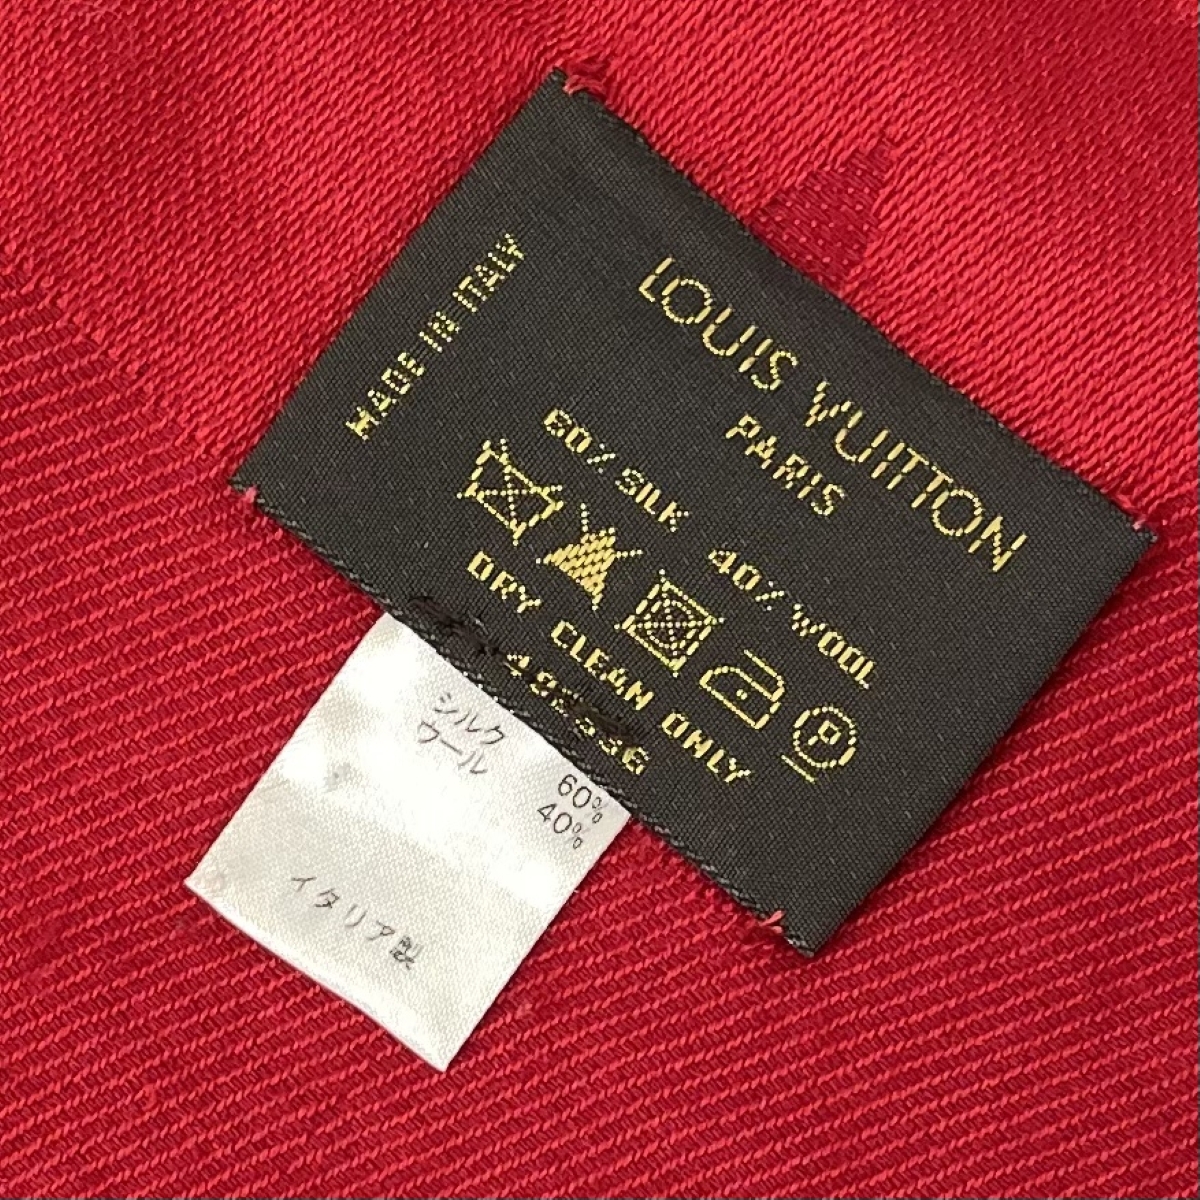 LOUIS VUITTON
PARIS
MADE IN ITALY
60% SILK 40% WOOL
P
DRY CLEAN ONLY
シルク 60%
ウール 40%
イタリア製